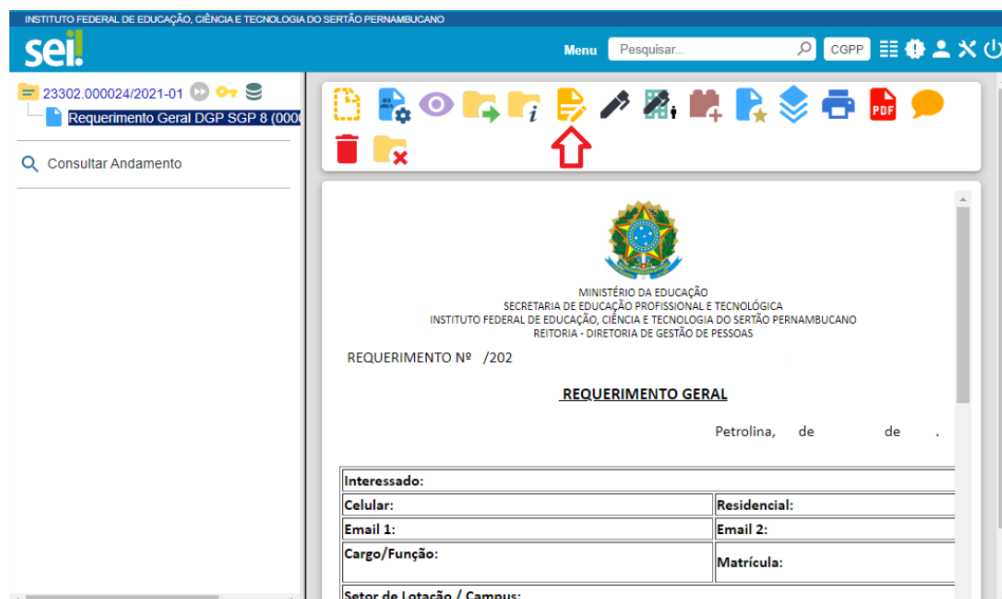 INSTITUTO FEDERAL DE EDUCAÇÃO, CIÊNCIA E TECNOLOGIA DO SERTÃO PERNAMBUCANO
sei!
Menu
Pesquisar...
CGPP
23302.000024/2021-01
Requerimento Geral DGP SGP 8 (000
Consultar Andamento
PDF
MINISTÉRIO DA EDUCAÇÃO
SECRETARIA DE EDUCAÇÃO PROFISSIONAL E TECNOLÓGICA
INSTITUTO FEDERAL DE EDUCAÇÃO, CIÊNCIA E TECNOLOGIA DO SERTÃO PERNAMBUCANO
REITORIA - DIRETORIA DE GESTÃO DE PESSOAS
REQUERIMENTO Nº /202
REQUERIMENTO GERAL
Petrolina, de de .
Interessado:
Celular: Residencial:
Email 1: Email 2:
Cargo/Função: Matrícula:
Setor de Lotação / Campus: